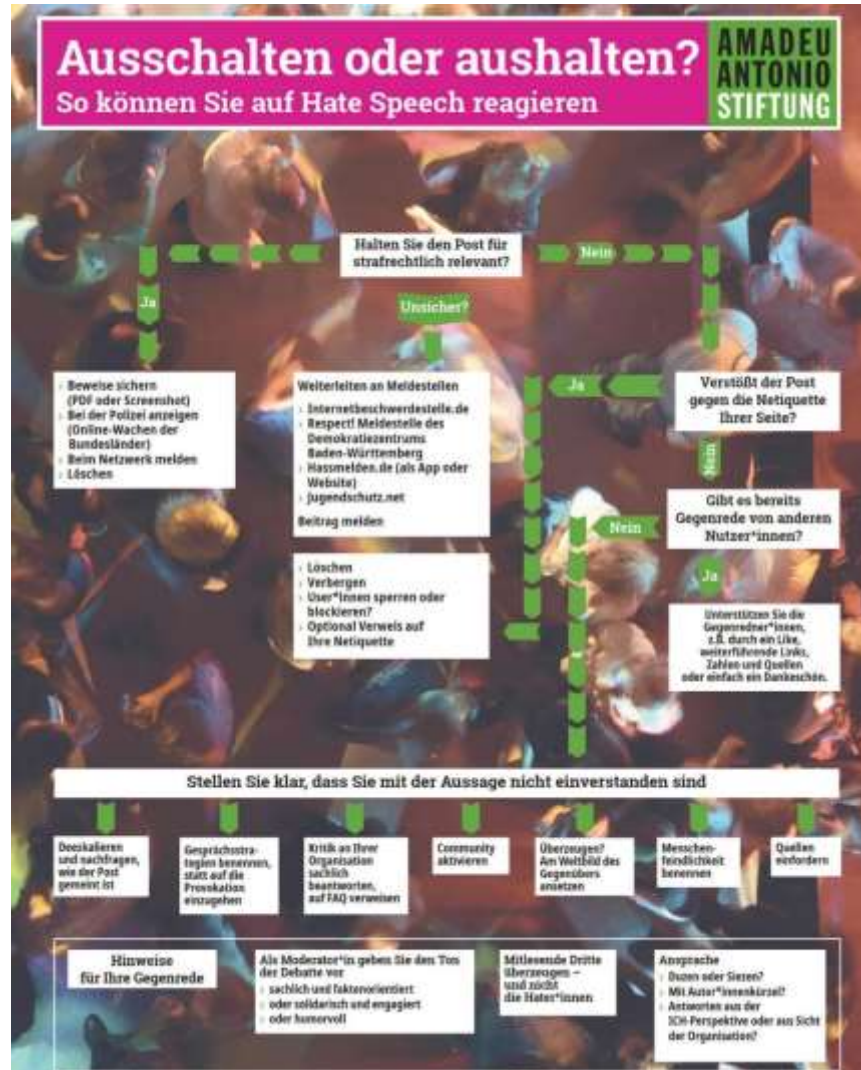 Ausschalten oder aushalten?
So können Sie auf Hate Speech reagieren
AMADEU
ANTONIO
STIFTUNG
Halten Sie den Post für
strafrechtlich relevant?
Nein
Ja
Unsicher?
› Beweise sichern
(PDF oder Screenshot)
› Bei der Polizei anzeigen
(Online-Wachen der
Bundesländer)
› Beim Netzwerk melden
› Löschen
Weiterleiten an Meldestellen
› Internetbeschwerdestelle.de
› Respect! Meldestelle des
Demokratiezentrums
Baden-Württemberg
› Hassmelden.de (als App oder
Website)
› Jugendschutz.net
Beitrag melden
Ja
Verstößt der Post
gegen die Netiquette
Ihrer Seite?
Nein
Gibt es bereits
Gegenrede von anderen
Nutzer*innen?
Nein
Ja
› Löschen
› Verbergen
› User*innen sperren oder
blockieren?
› Optional Verweis auf
Ihre Netiquette
Unterstützen Sie die
Gegenredner*innen,
z.B. durch ein Like,
weiterführende Links,
Zahlen und Quellen
oder einfach ein Dankeschön.
Stellen Sie klar, dass Sie mit der Aussage nicht einverstanden sind
Deeskalieren
und nachfragen,
wie der Post
gemeint ist
Gesprächsstra-
tegien benennen,
statt auf die
Provokation
einzugehen
Kritik an Ihrer
Organisation
sachlich
beantworten,
auf FAQ verweisen
Community
aktivieren
Überzeugen?
Am Weltbild des
Gegenübers
ansetzen
Menschen-
feindlichkeit
benennen
Quellen
einfordern
Hinweise
für Ihre Gegenrede
Als Moderator*in geben Sie den Ton
der Debatte vor
› sachlich und faktenorientiert
› oder solidarisch und engagiert
› oder humorvoll
Mitlesende Dritte
überzeugen –
und nicht
die Hater*innen
Ansprache
› Duzen oder Siezen?
› Mit Autor*innenkürzel?
› Antworten aus der
ICH-Perspektive oder aus Sicht
der Organisation?